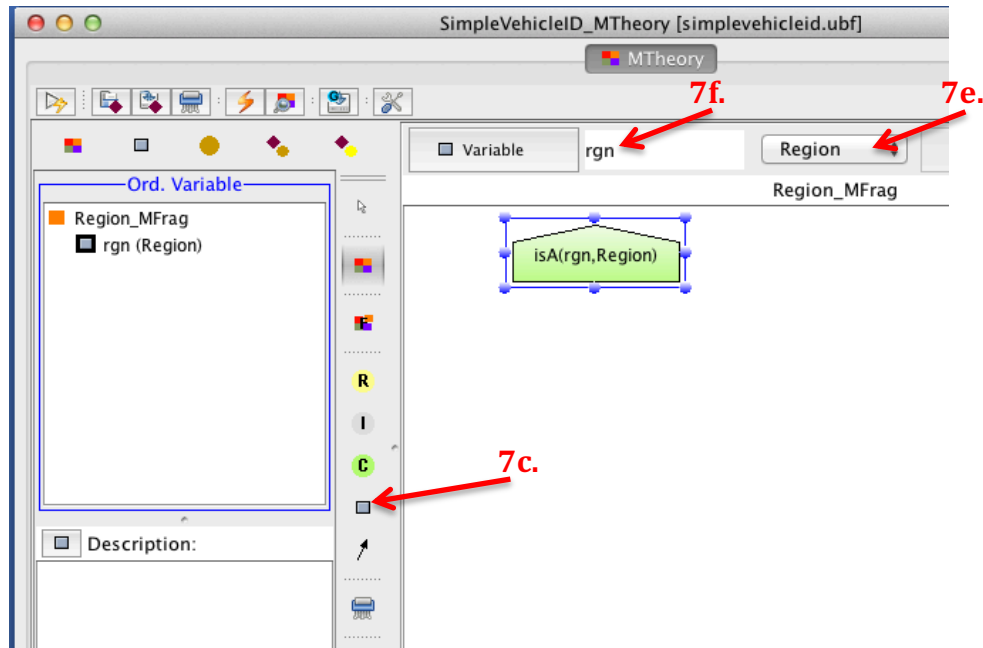 SimpleVehicleID_MTheory [simplevehicleid.ubf]
MTheory
7f.
7e.
Variable
rgn
Region
Ord. Variable
Region_MFrag
Region_MFrag
rgn (Region)
isA(rgn,Region)
F
R
I
C
7c.
Description: